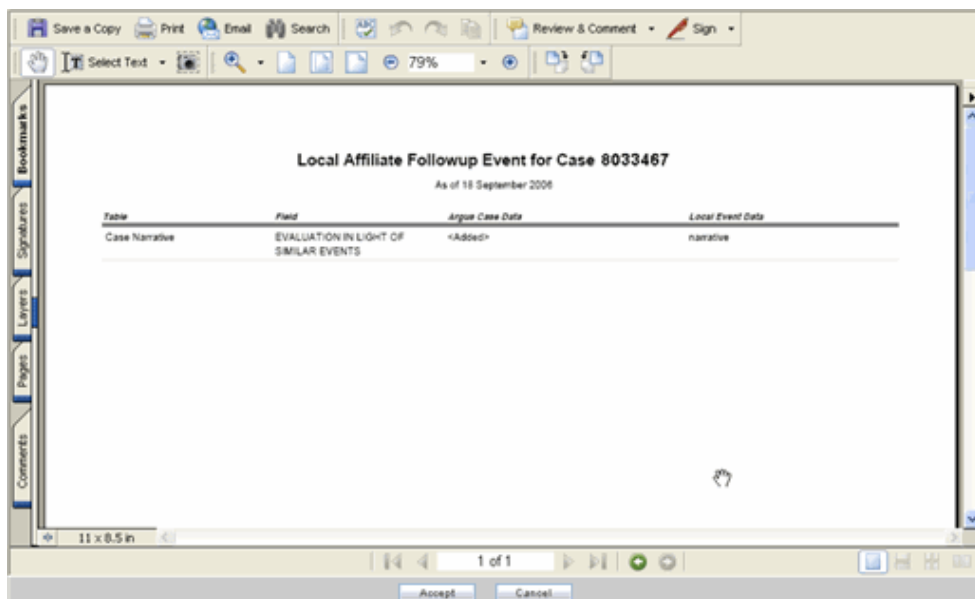 Save a Copy Print Email Search Review & Comment Sign
Select Text 79%
Bookmarks
Signatures
Layers
Pages
Comments
Local Affiliate Followup Event for Case 8033467
As of 18 September 2006
Table Field Argus Case Data Local Event Data
Case Narrative EVALUATION IN LIGHT OF <Added> narrative
SIMILAR EVENTS
11 x 8.5 in
1 of 1
Accept Cancel